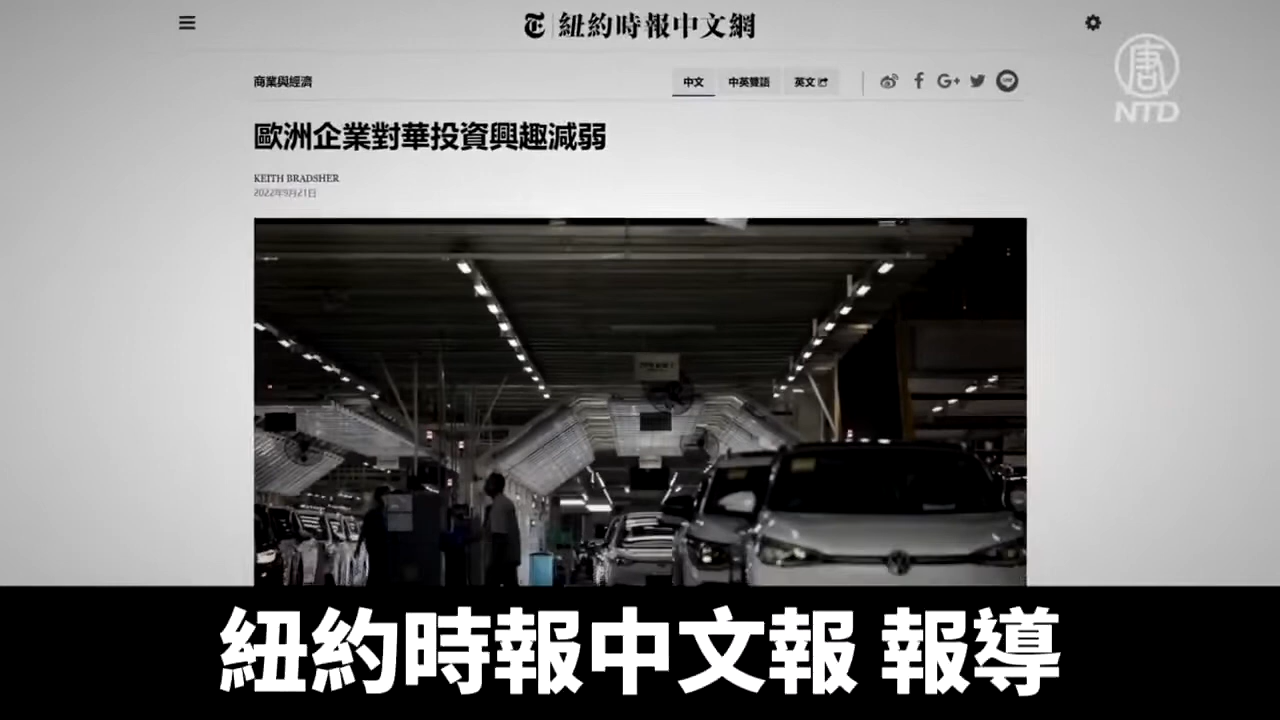 紐約時報中文網
唐
NTD
商業與經濟
中文 中英雙語 英文
歐洲企業對華投資興趣減弱
KEITH BRADSHER
2022年9月21日
紐約時報中文報 報導